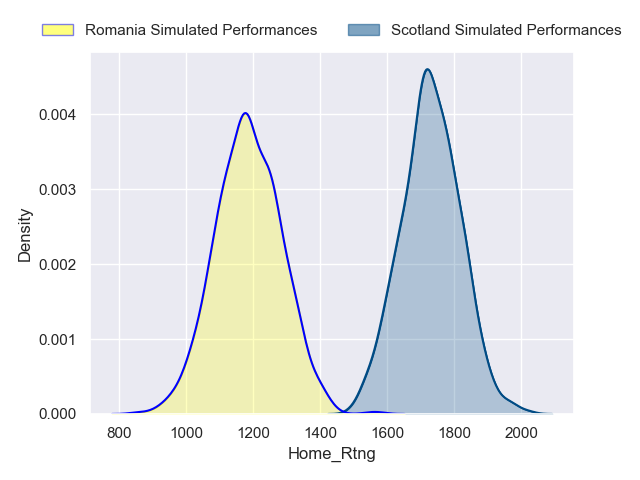 Romania Simulated Performances
Scotland Simulated Performances
Density
0.004
0.003
0.002
0.001
0.000
800 1000 1200 1400 1600 1800 2000
Home_Rtng